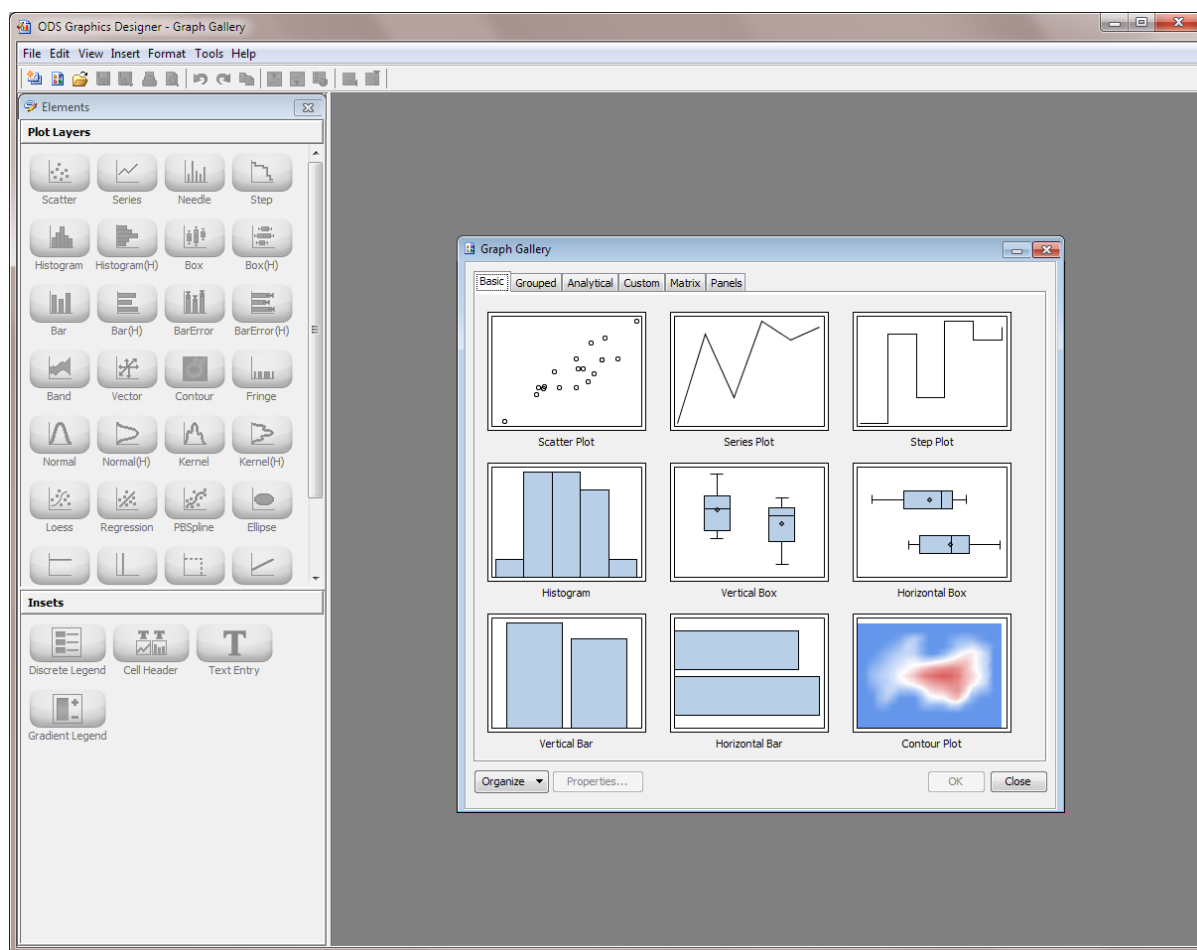 ODS Graphics Designer - Graph Gallery
File Edit View Insert Format Tools Help
Elements
Plot Layers
Scatter Series Needle Step
Histogram Histogram(H) Box Box(H)
Bar Bar(H) BarError BarError(H)
Band Vector Contour Fringe
Normal Normal(H) Kernel Kernel(H)
Loess Regression PBSpline Ellipse
Insets
Discrete Legend Cell Header Text Entry
Gradient Legend
Graph Gallery
Basic Grouped Analytical Custom Matrix Panels
Scatter Plot Series Plot Step Plot
Histogram Vertical Box Horizontal Box
Vertical Bar Horizontal Bar Contour Plot
Organize Properties... OK Close